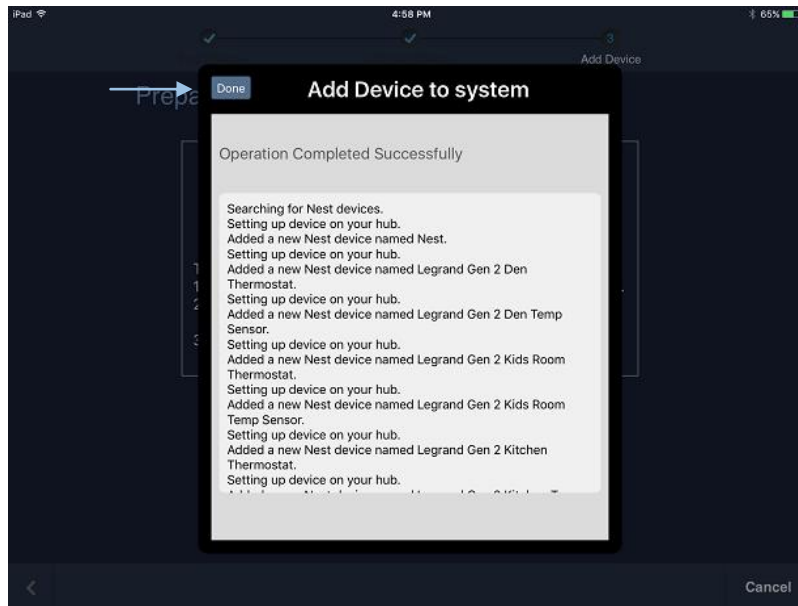 iPad 4:58 PM 65%
3
Add Device
Prepa
Done Add Device to system
Operation Completed Successfully
Searching for Nest devices.
Setting up device on your hub.
Added a new Nest device named Nest.
Setting up device on your hub.
Added a new Nest device named Legrand Gen 2 Den
Thermostat.
Setting up device on your hub.
Added a new Nest device named Legrand Gen 2 Den Temp
Sensor.
Setting up device on your hub.
Added a new Nest device named Legrand Gen 2 Kids Room
Thermostat.
Setting up device on your hub.
Added a new Nest device named Legrand Gen 2 Kids Room
Temp Sensor.
Setting up device on your hub.
Added a new Nest device named Legrand Gen 2 Kitchen
Thermostat.
Setting up device on your hub.
Cancel